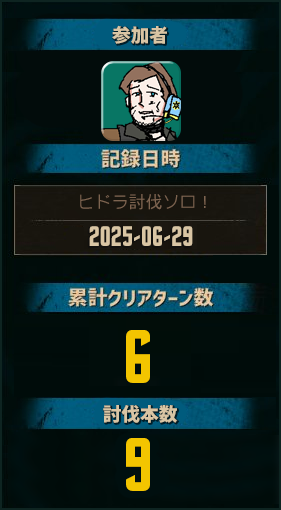 参加者
記録日時
ヒドラ討伐ソロ！
2025-06-29
累計クリアターン数
6
討伐本数
9